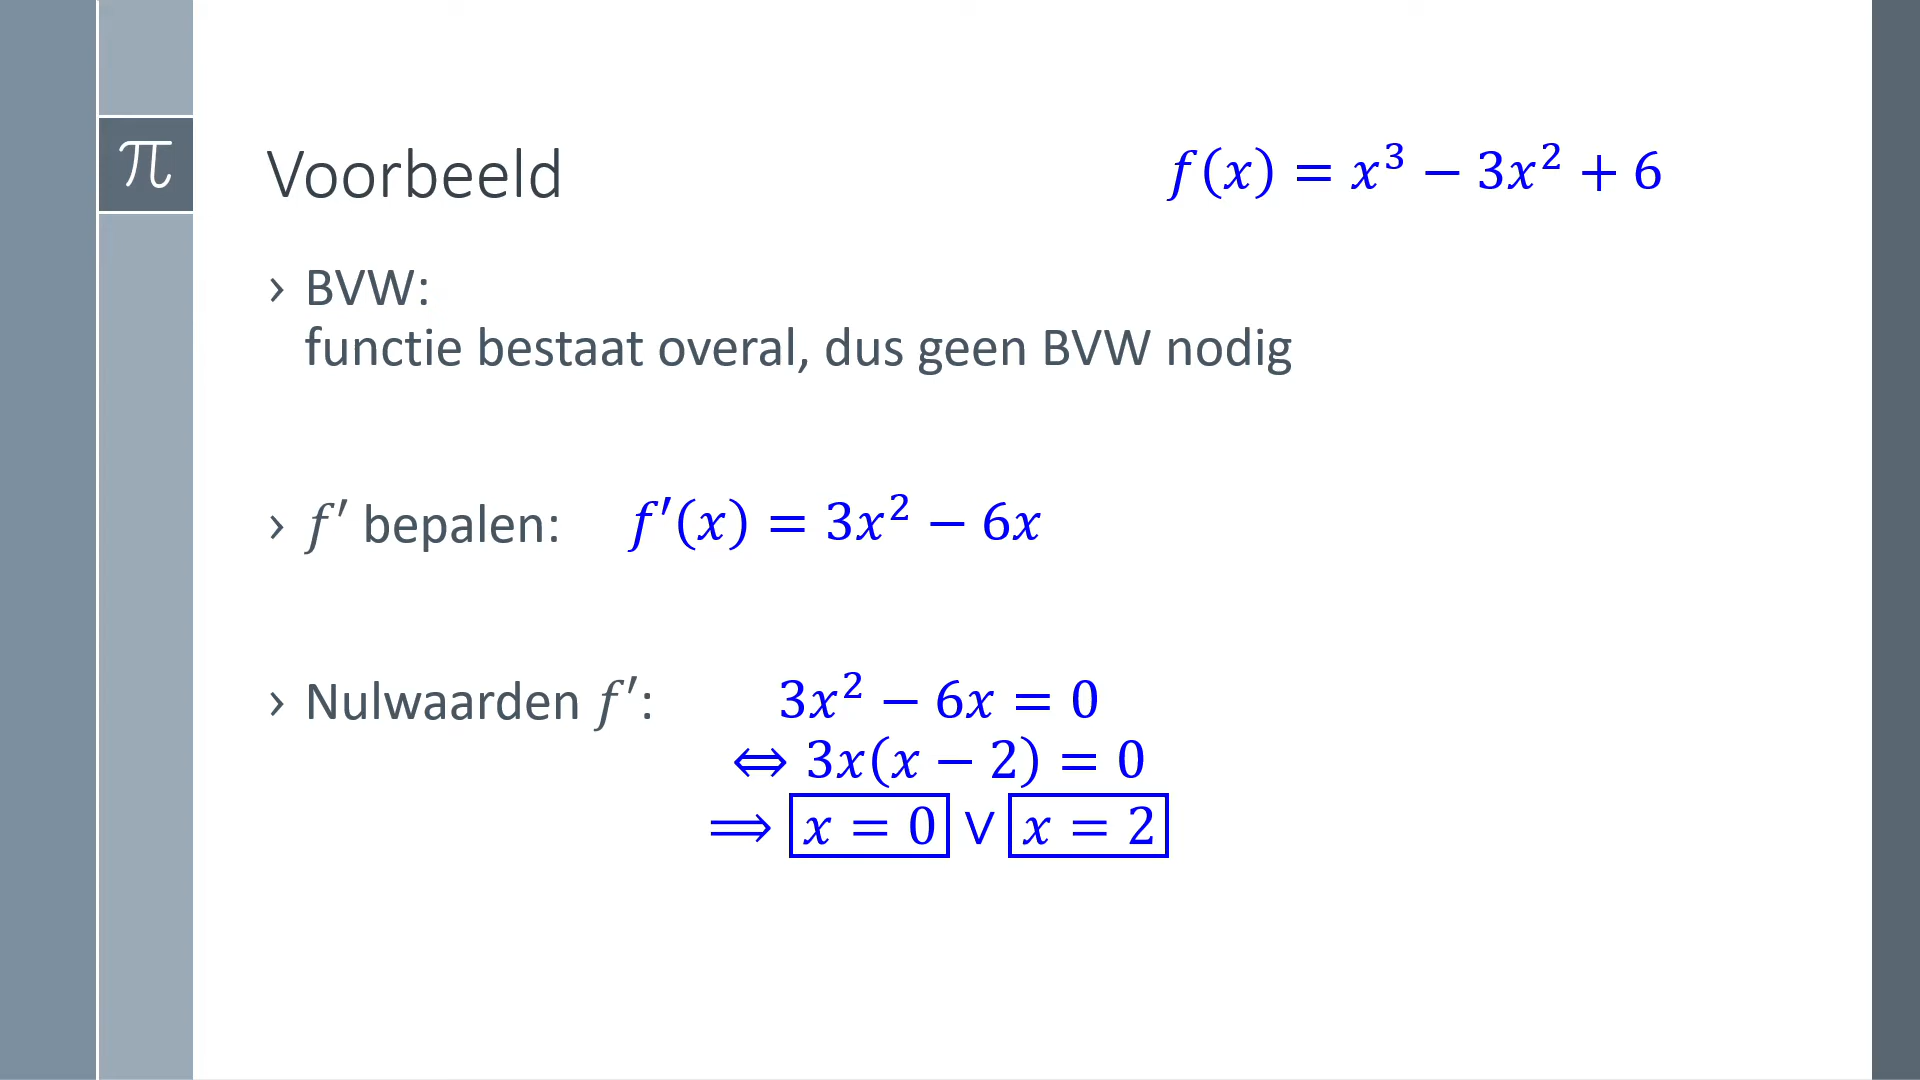 π
Voorbeeld
f(x) = x³ − 3x² + 6
› BVW:
functie bestaat overal, dus geen BVW nodig
› f′ bepalen: f′(x) = 3x² − 6x
› Nulwaarden f′: 3x² − 6x = 0
⇔ 3x(x − 2) = 0
⟹ x = 0 ∨ x = 2